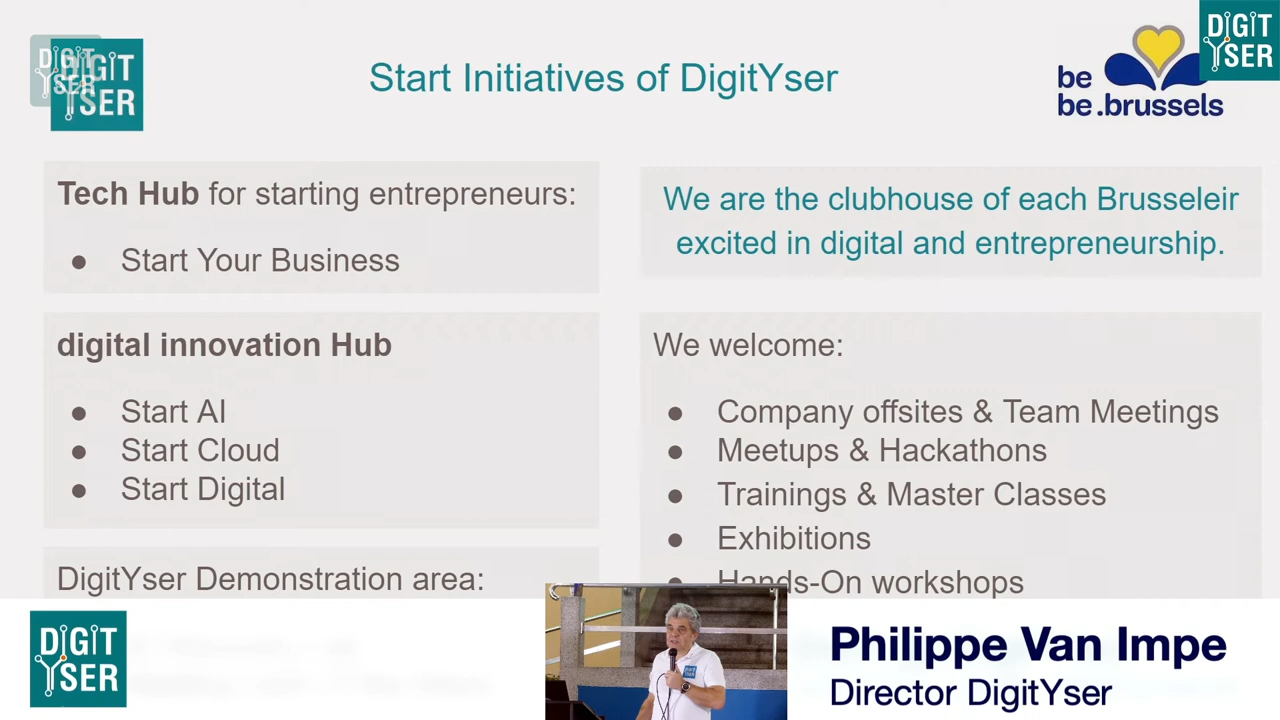 DIGIT
YSER
DIGIT
YSER
Start Initiatives of DigitYser
be
be.brussels
DIGIT
YSER
Tech Hub for starting entrepreneurs:
● Start Your Business
digital innovation Hub
● Start AI
● Start Cloud
● Start Digital
DigitYser Demonstration area:
We are the clubhouse of each Brusseleir
excited in digital and entrepreneurship.
We welcome:
● Company offsites & Team Meetings
● Meetups & Hackathons
● Trainings & Master Classes
● Exhibitions
● Hands-On workshops
DIGIT
YSER
Philippe Van Impe
Director DigitYser